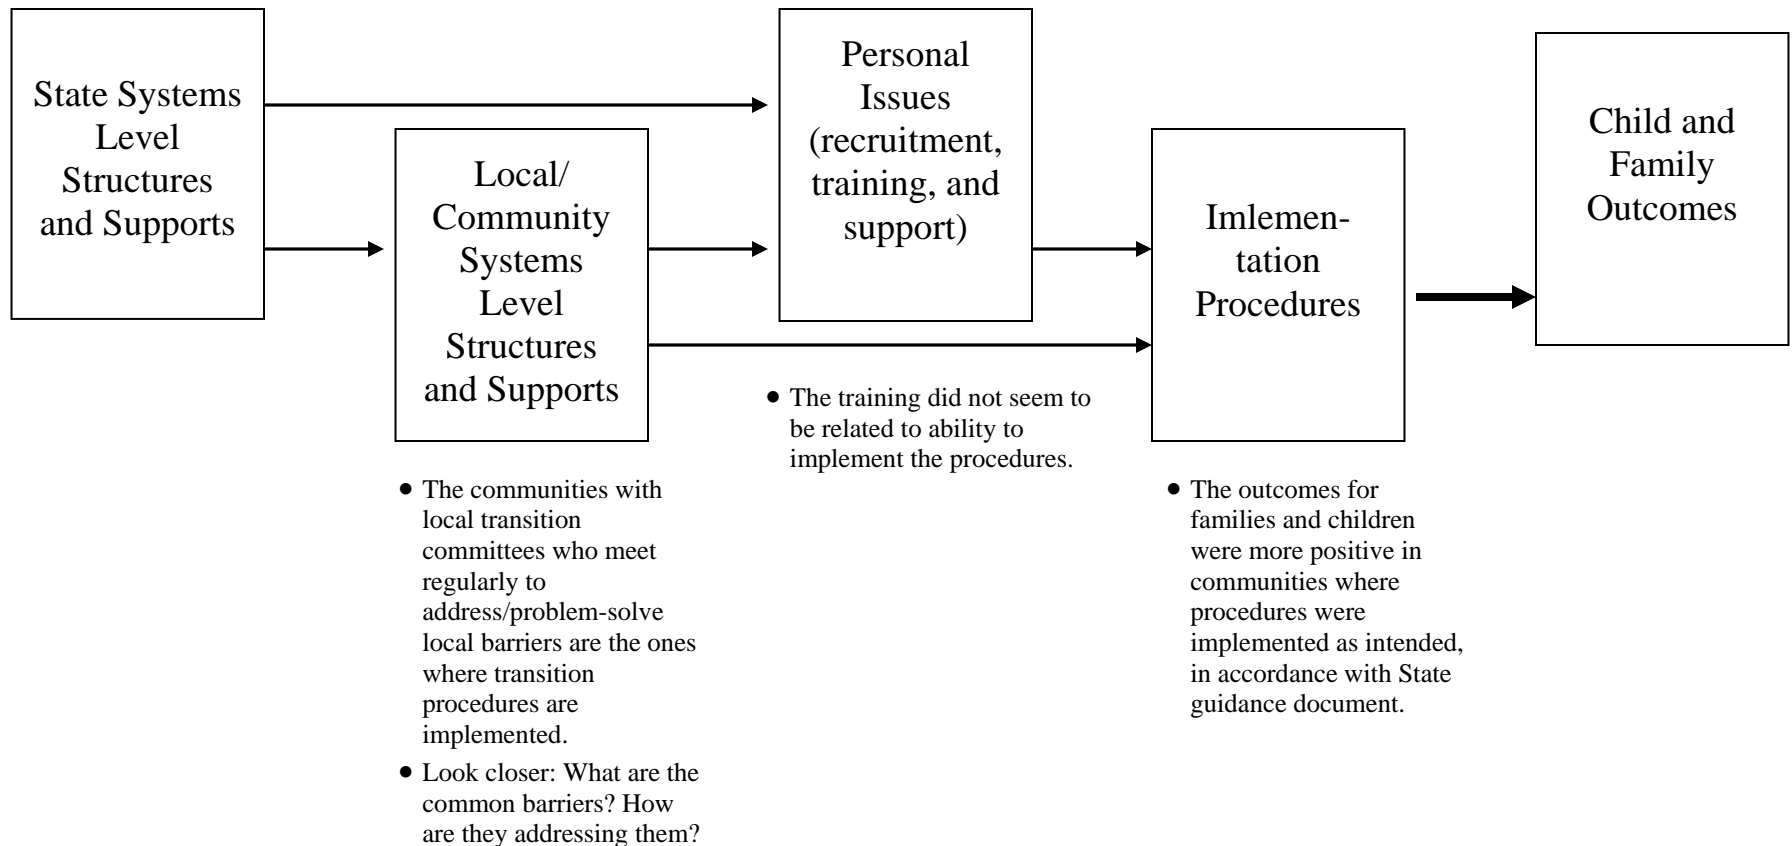 State Systems
Level
Structures
and Supports
Local/
Community
Systems
Level
Structures
and Supports
Personal
Issues
(recruitment,
training, and
support)
Imlemen-
tation
Procedures
Child and
Family
Outcomes
• The communities with
local transition
committees who meet
regularly to
address/problem-solve
local barriers are the ones
where transition
procedures are
implemented.
• Look closer: What are the
common barriers? How
are they addressing them?
• The training did not seem to
be related to ability to
implement the procedures.
• The outcomes for
families and children
were more positive in
communities where
procedures were
implemented as intended,
in accordance with State
guidance document.